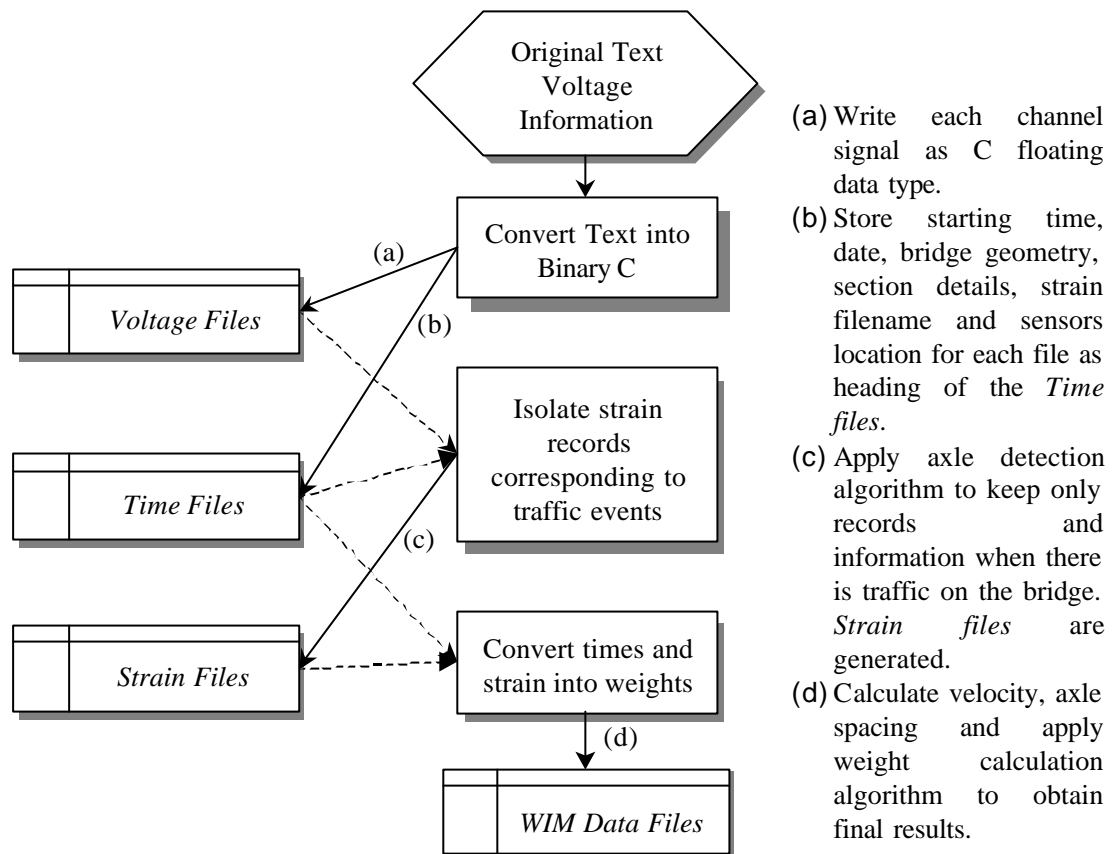 Original Text
Voltage
Information
Convert Text into
Binary C
(a)
(b)
Voltage Files
Isolate strain
records
corresponding to
traffic events
Time Files
(c)
Strain Files
Convert times and
strain into weights
(d)
WIM Data Files
(a) Write each channel
signal as C floating
data type.
(b) Store starting time,
date, bridge geometry,
section details, strain
filename and sensors
location for each file as
heading of the Time
files.
(c) Apply axle detection
algorithm to keep only
records and
information when there
is traffic on the bridge.
Strain files are
generated.
(d) Calculate velocity, axle
spacing and apply
weight calculation
algorithm to obtain
final results.